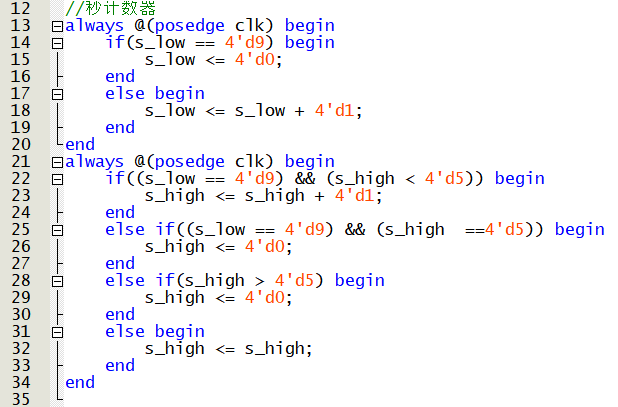 12 //秒计数器
13 always @(posedge clk) begin
14     if(s_low == 4'd9) begin
15         s_low <= 4'd0;
16     end
17     else begin
18         s_low <= s_low + 4'd1;
19     end
20 end
21 always @(posedge clk) begin
22     if((s_low == 4'd9) && (s_high < 4'd5)) begin
23         s_high <= s_high + 4'd1;
24     end
25     else if((s_low == 4'd9) && (s_high  ==4'd5)) begin
26         s_high <= 4'd0;
27     end
28     else if(s_high > 4'd5) begin
29         s_high <= 4'd0;
30     end
31     else begin
32         s_high <= s_high;
33     end
34 end
35